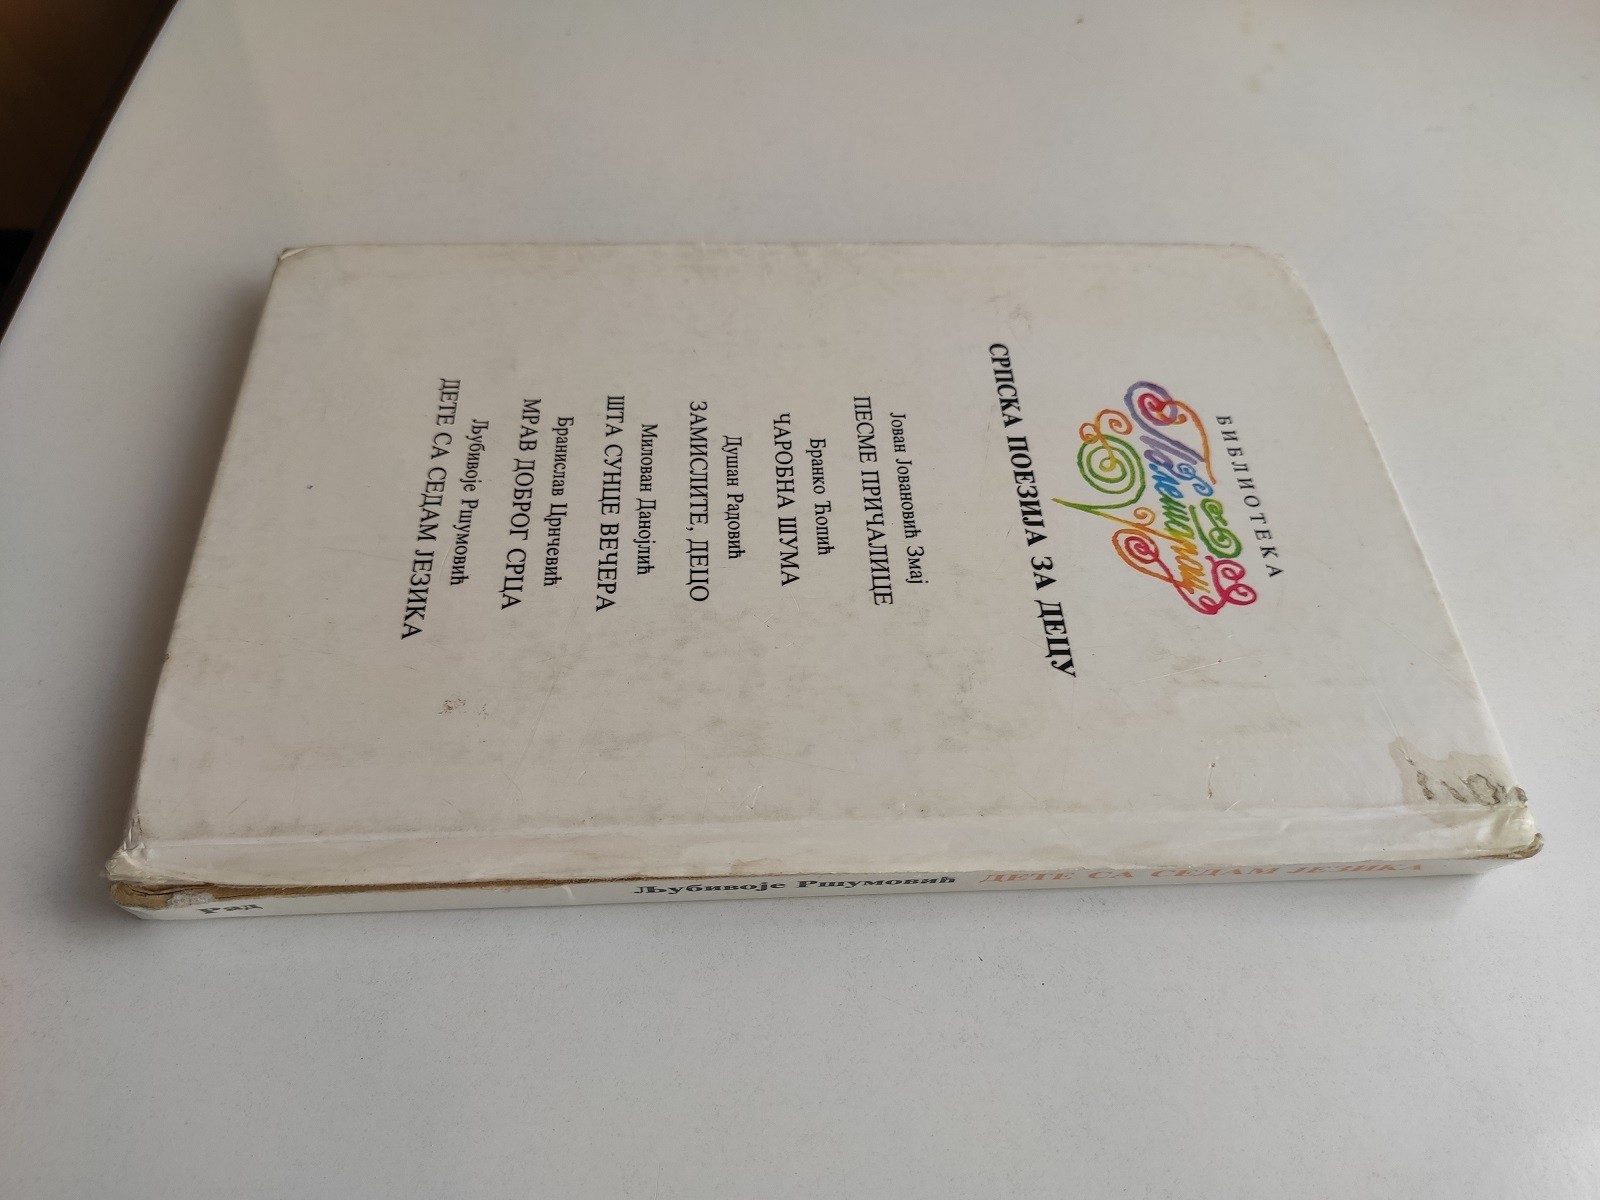 БИБЛИОТЕКА
СРПСКА ПОЕЗИЈА ЗА ДЕЦУ
Јован Јовановић Змај
ПЕСМЕ ПРИЧАЛИЦЕ
Бранко Ћопић
ЧАРОБНА ШУМА
Душан Радовић
ЗАМИСЛИТЕ, ДЕЦО
Милован Данојлић
ШТА СУНЦЕ ВЕЧЕРА
Бранислав Црнчевић
МРАВ ДОБРОГ СРЦА
Љубивоје Ршумовић
ДЕТЕ СА СЕДАМ ЈЕЗИКА
Рад Љубивоје Ршумовић ДЕТЕ СА СЕДАМ ЈЕЗИКА